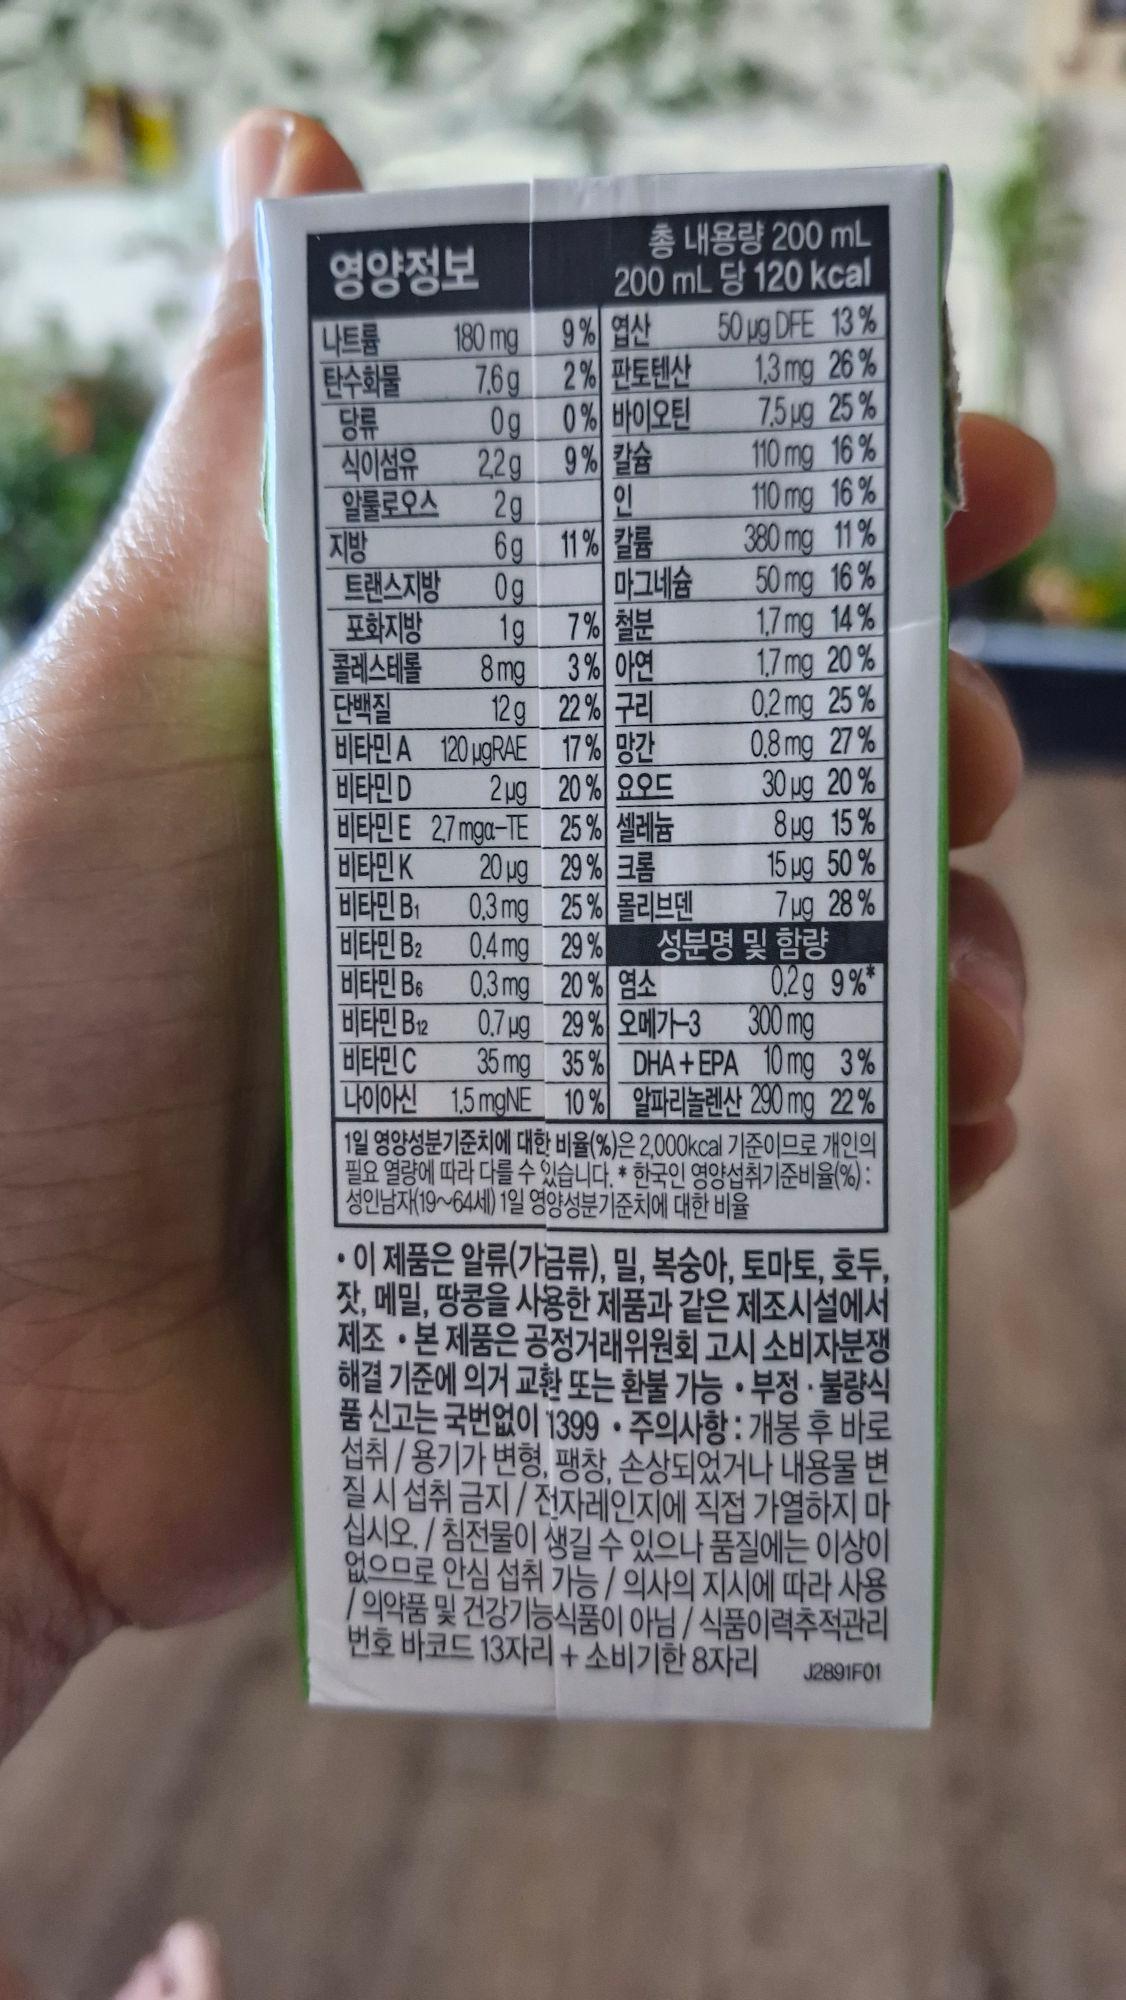 영양정보
총 내용량 200 mL
200 mL 당 120 kcal
나트륨 180 mg 9%
탄수화물 7.6 g 2%
당류 0 g 0%
식이섬유 2.2 g 9%
알룰로오스 2 g
지방 6 g 11%
트랜스지방 0 g
포화지방 1 g 7%
콜레스테롤 8 mg 3%
단백질 12 g 22%
비타민 A 120 μgRAE 17%
비타민 D 2 μg 20%
비타민 E 2.7 mgα-TE 25%
비타민 K 20 μg 29%
비타민 B1 0.3 mg 25%
비타민 B2 0.4 mg 29%
비타민 B6 0.3 mg 20%
비타민 B12 0.7 μg 29%
비타민 C 35 mg 35%
나이아신 1.5 mgNE 10%
엽산 50 μg DFE 13%
판토텐산 1.3 mg 26%
바이오틴 7.5 μg 25%
칼슘 110 mg 16%
인 110 mg 16%
칼륨 380 mg 11%
마그네슘 50 mg 16%
철분 1.7 mg 14%
아연 1.7 mg 20%
구리 0.2 mg 25%
망간 0.8 mg 27%
요오드 30 μg 20%
셀레늄 8 μg 15%
크롬 15 μg 50%
몰리브덴 7 μg 28%
성분명 및 함량
염소 0.2 g 9%*
오메가-3 300 mg
DHA + EPA 10 mg 3%
알파리놀렌산 290 mg 22%
1일 영양성분기준치에 대한 비율(%)은 2,000kcal 기준이므로 개인의
필요 열량에 따라 다를 수 있습니다. * 한국인 영양섭취기준비율(%) :
성인남자(19~64세) 1일 영양성분기준치에 대한 비율
• 이 제품은 알류(가금류), 밀, 복숭아, 토마토, 호두,
잣, 메밀, 땅콩을 사용한 제품과 같은 제조시설에서
제조 • 본 제품은 공정거래위원회 고시 소비자분쟁
해결 기준에 의거 교환 또는 환불 가능 • 부정 · 불량식
품 신고는 국번없이 1399 • 주의사항 : 개봉 후 바로
섭취 / 용기가 변형, 팽창, 손상되었거나 내용물 변
질 시 섭취 금지 / 전자레인지에 직접 가열하지 마
십시오. / 침전물이 생길 수 있으나 품질에는 이상이
없으므로 안심 섭취 가능 / 의사의 지시에 따라 사용
/ 의약품 및 건강기능식품이 아님 / 식품이력추적관리
번호 바코드 13자리 + 소비기한 8자리
J2891F01